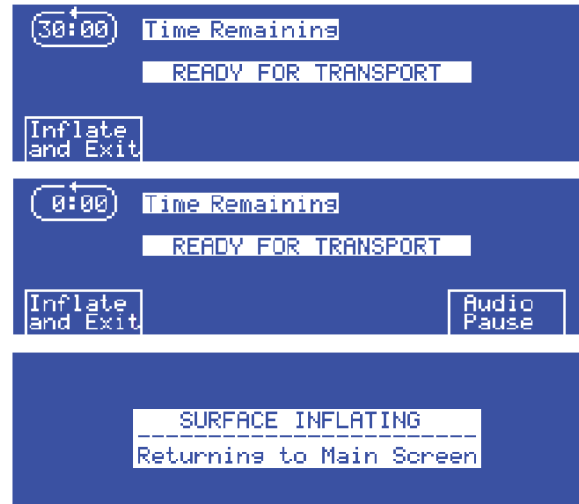 30:00 Time Remaining
READY FOR TRANSPORT
Inflate
and Exit
0:00 Time Remaining
READY FOR TRANSPORT
Inflate Audio
and Exit Pause
SURFACE INFLATING
Returning to Main Screen